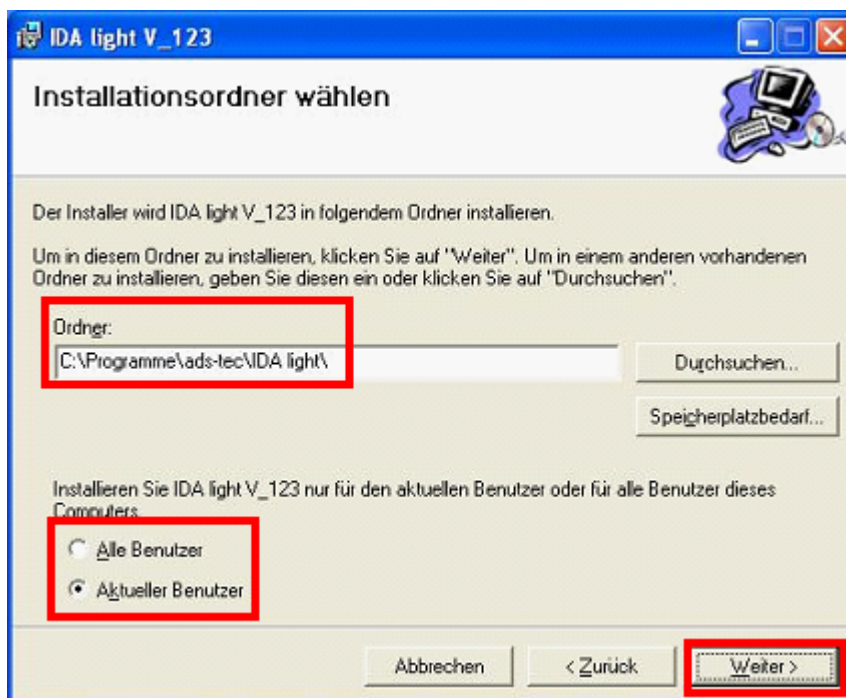 IDA light V_123
Installationsordner wählen
Der Installer wird IDA light V_123 in folgendem Ordner installieren.
Um in diesem Ordner zu installieren, klicken Sie auf "Weiter". Um in einem anderen vorhandenen
Ordner zu installieren, geben Sie diesen ein oder klicken Sie auf "Durchsuchen".
Ordner:
C:\Programme\ads-tec\IDA light\
Durchsuchen...
Speicherplatzbedarf...
Installieren Sie IDA light V_123 nur für den aktuellen Benutzer oder für alle Benutzer dieses
Computers.
Alle Benutzer
Aktueller Benutzer
Abbrechen
< Zurück
Weiter >